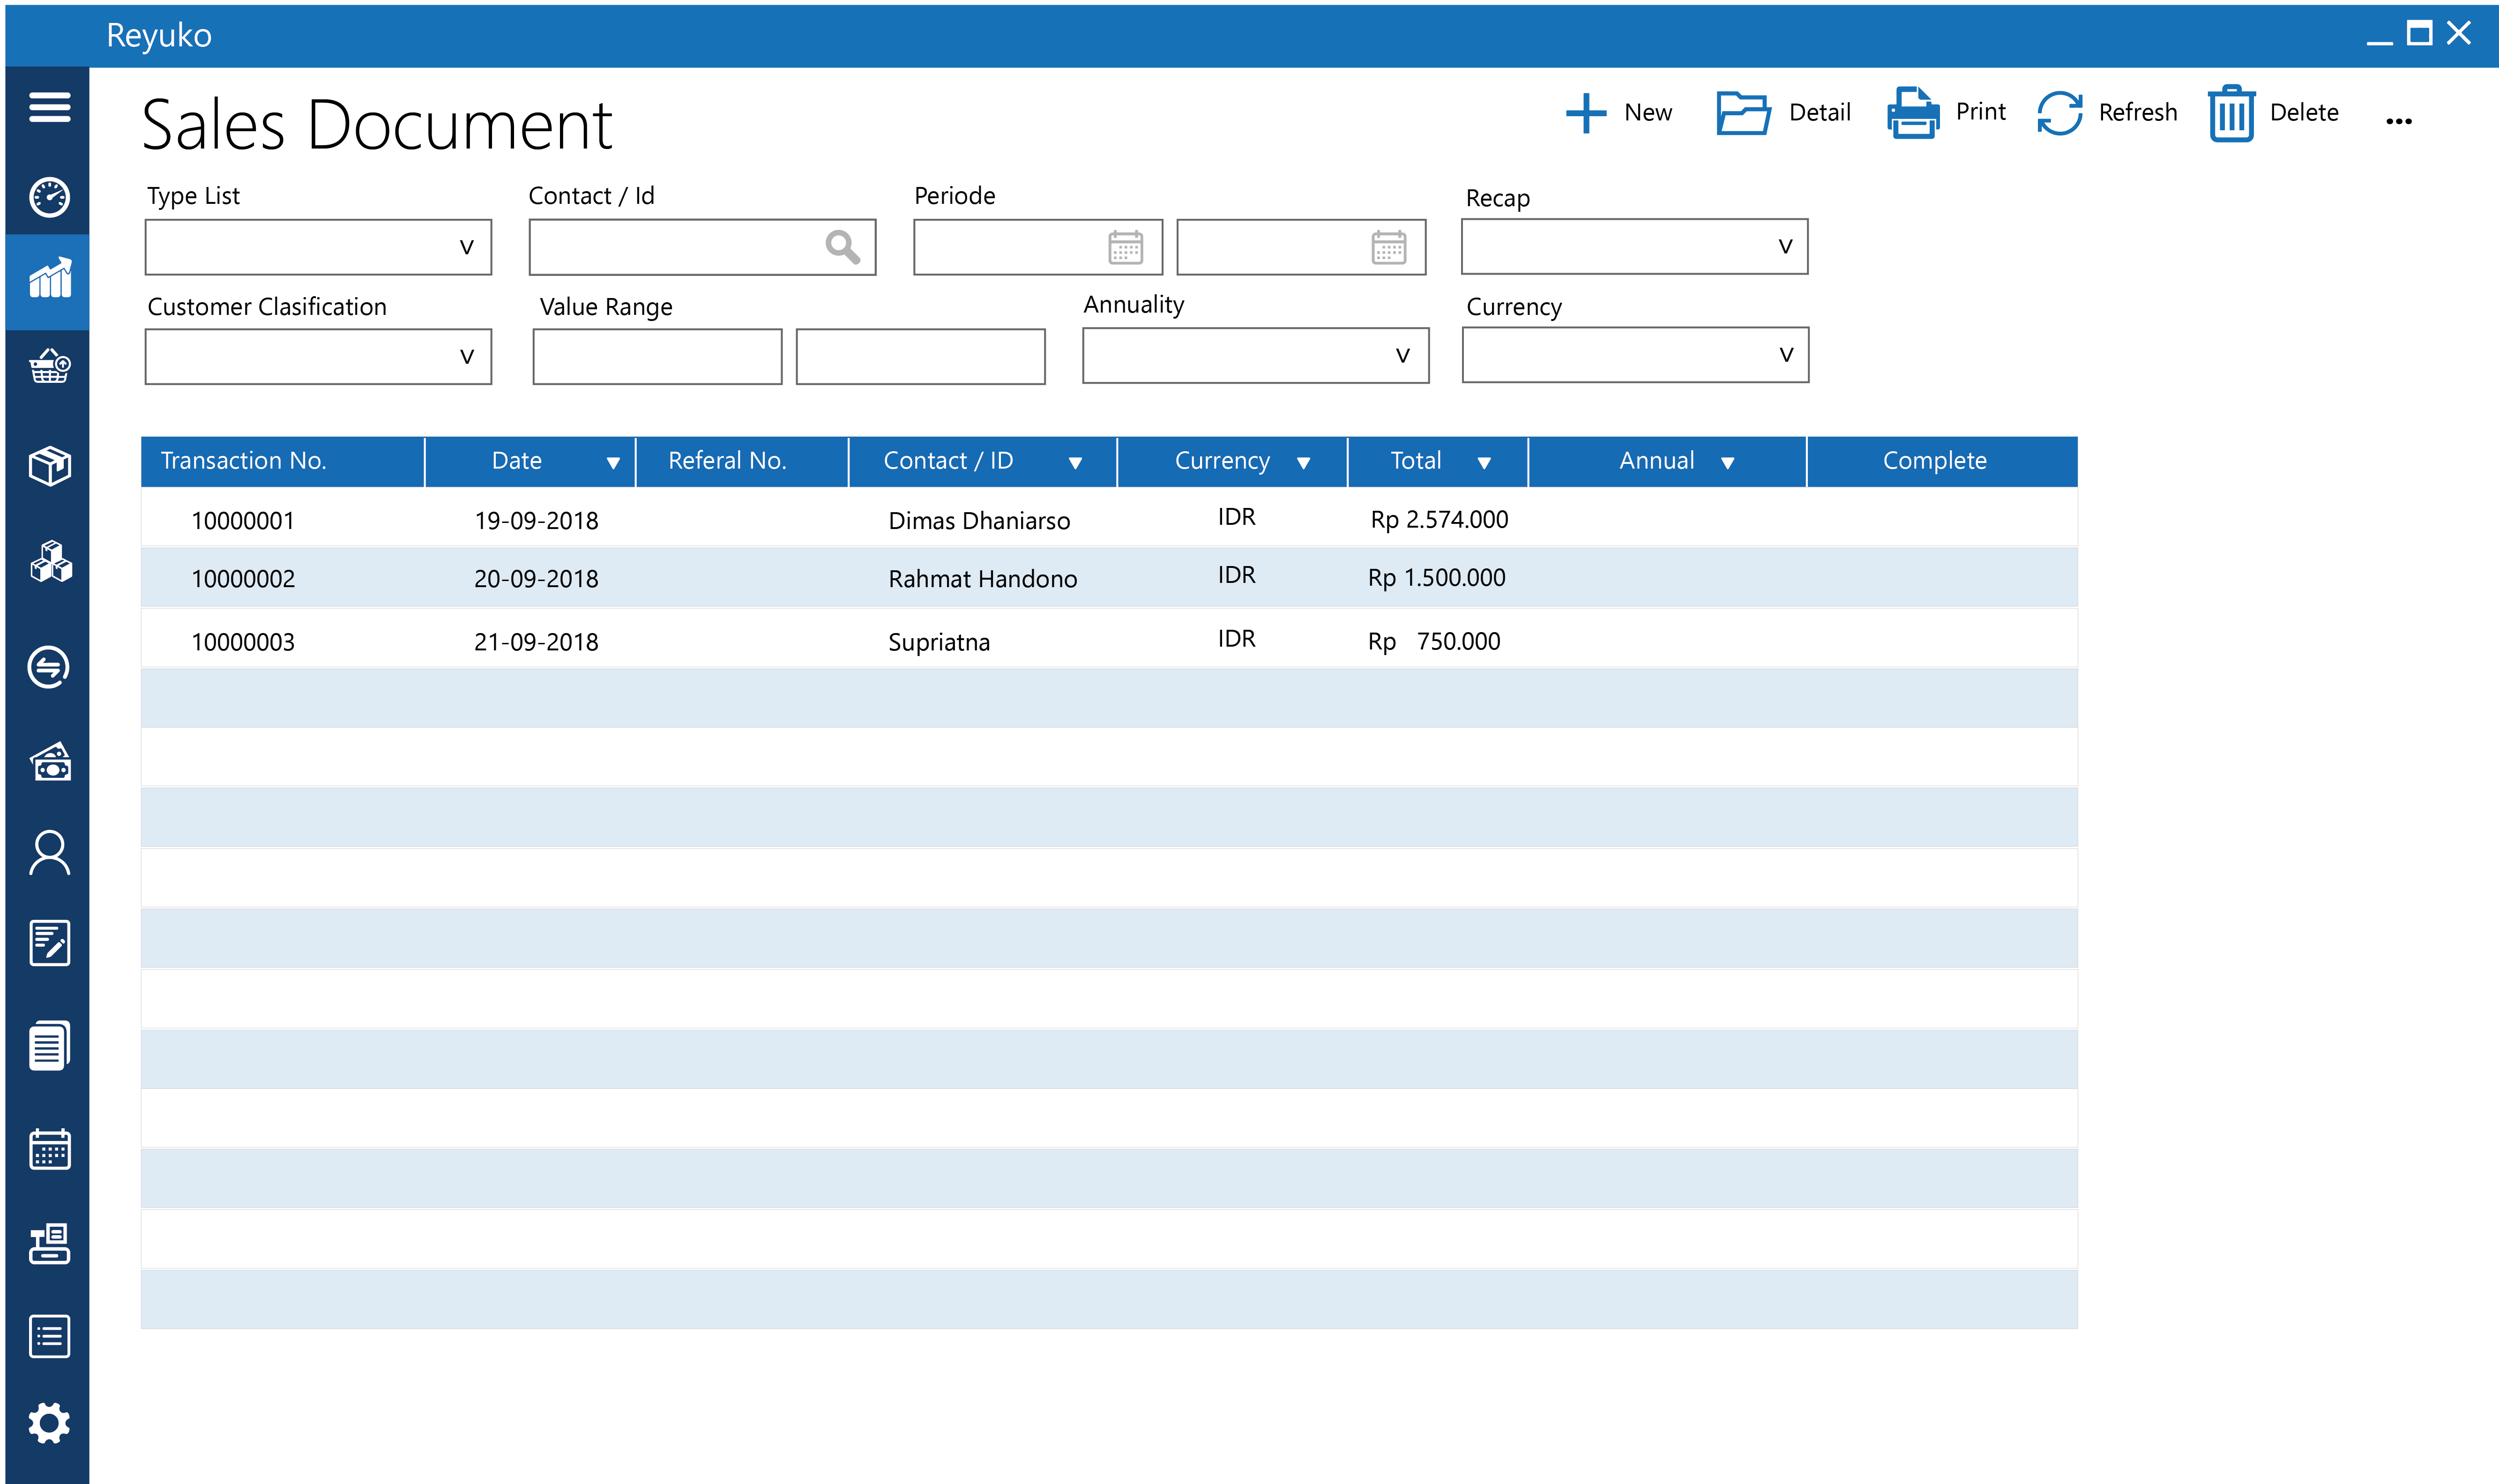 Reyuko
Sales Document
New Detail Print Refresh Delete ...
Type List Contact / Id Periode Recap
Customer Clasification Value Range Annuality Currency
Transaction No. Date Referal No. Contact / ID Currency Total Annual Complete
10000001 19-09-2018 Dimas Dhaniarso IDR Rp 2.574.000
10000002 20-09-2018 Rahmat Handono IDR Rp 1.500.000
10000003 21-09-2018 Supriatna IDR Rp 750.000